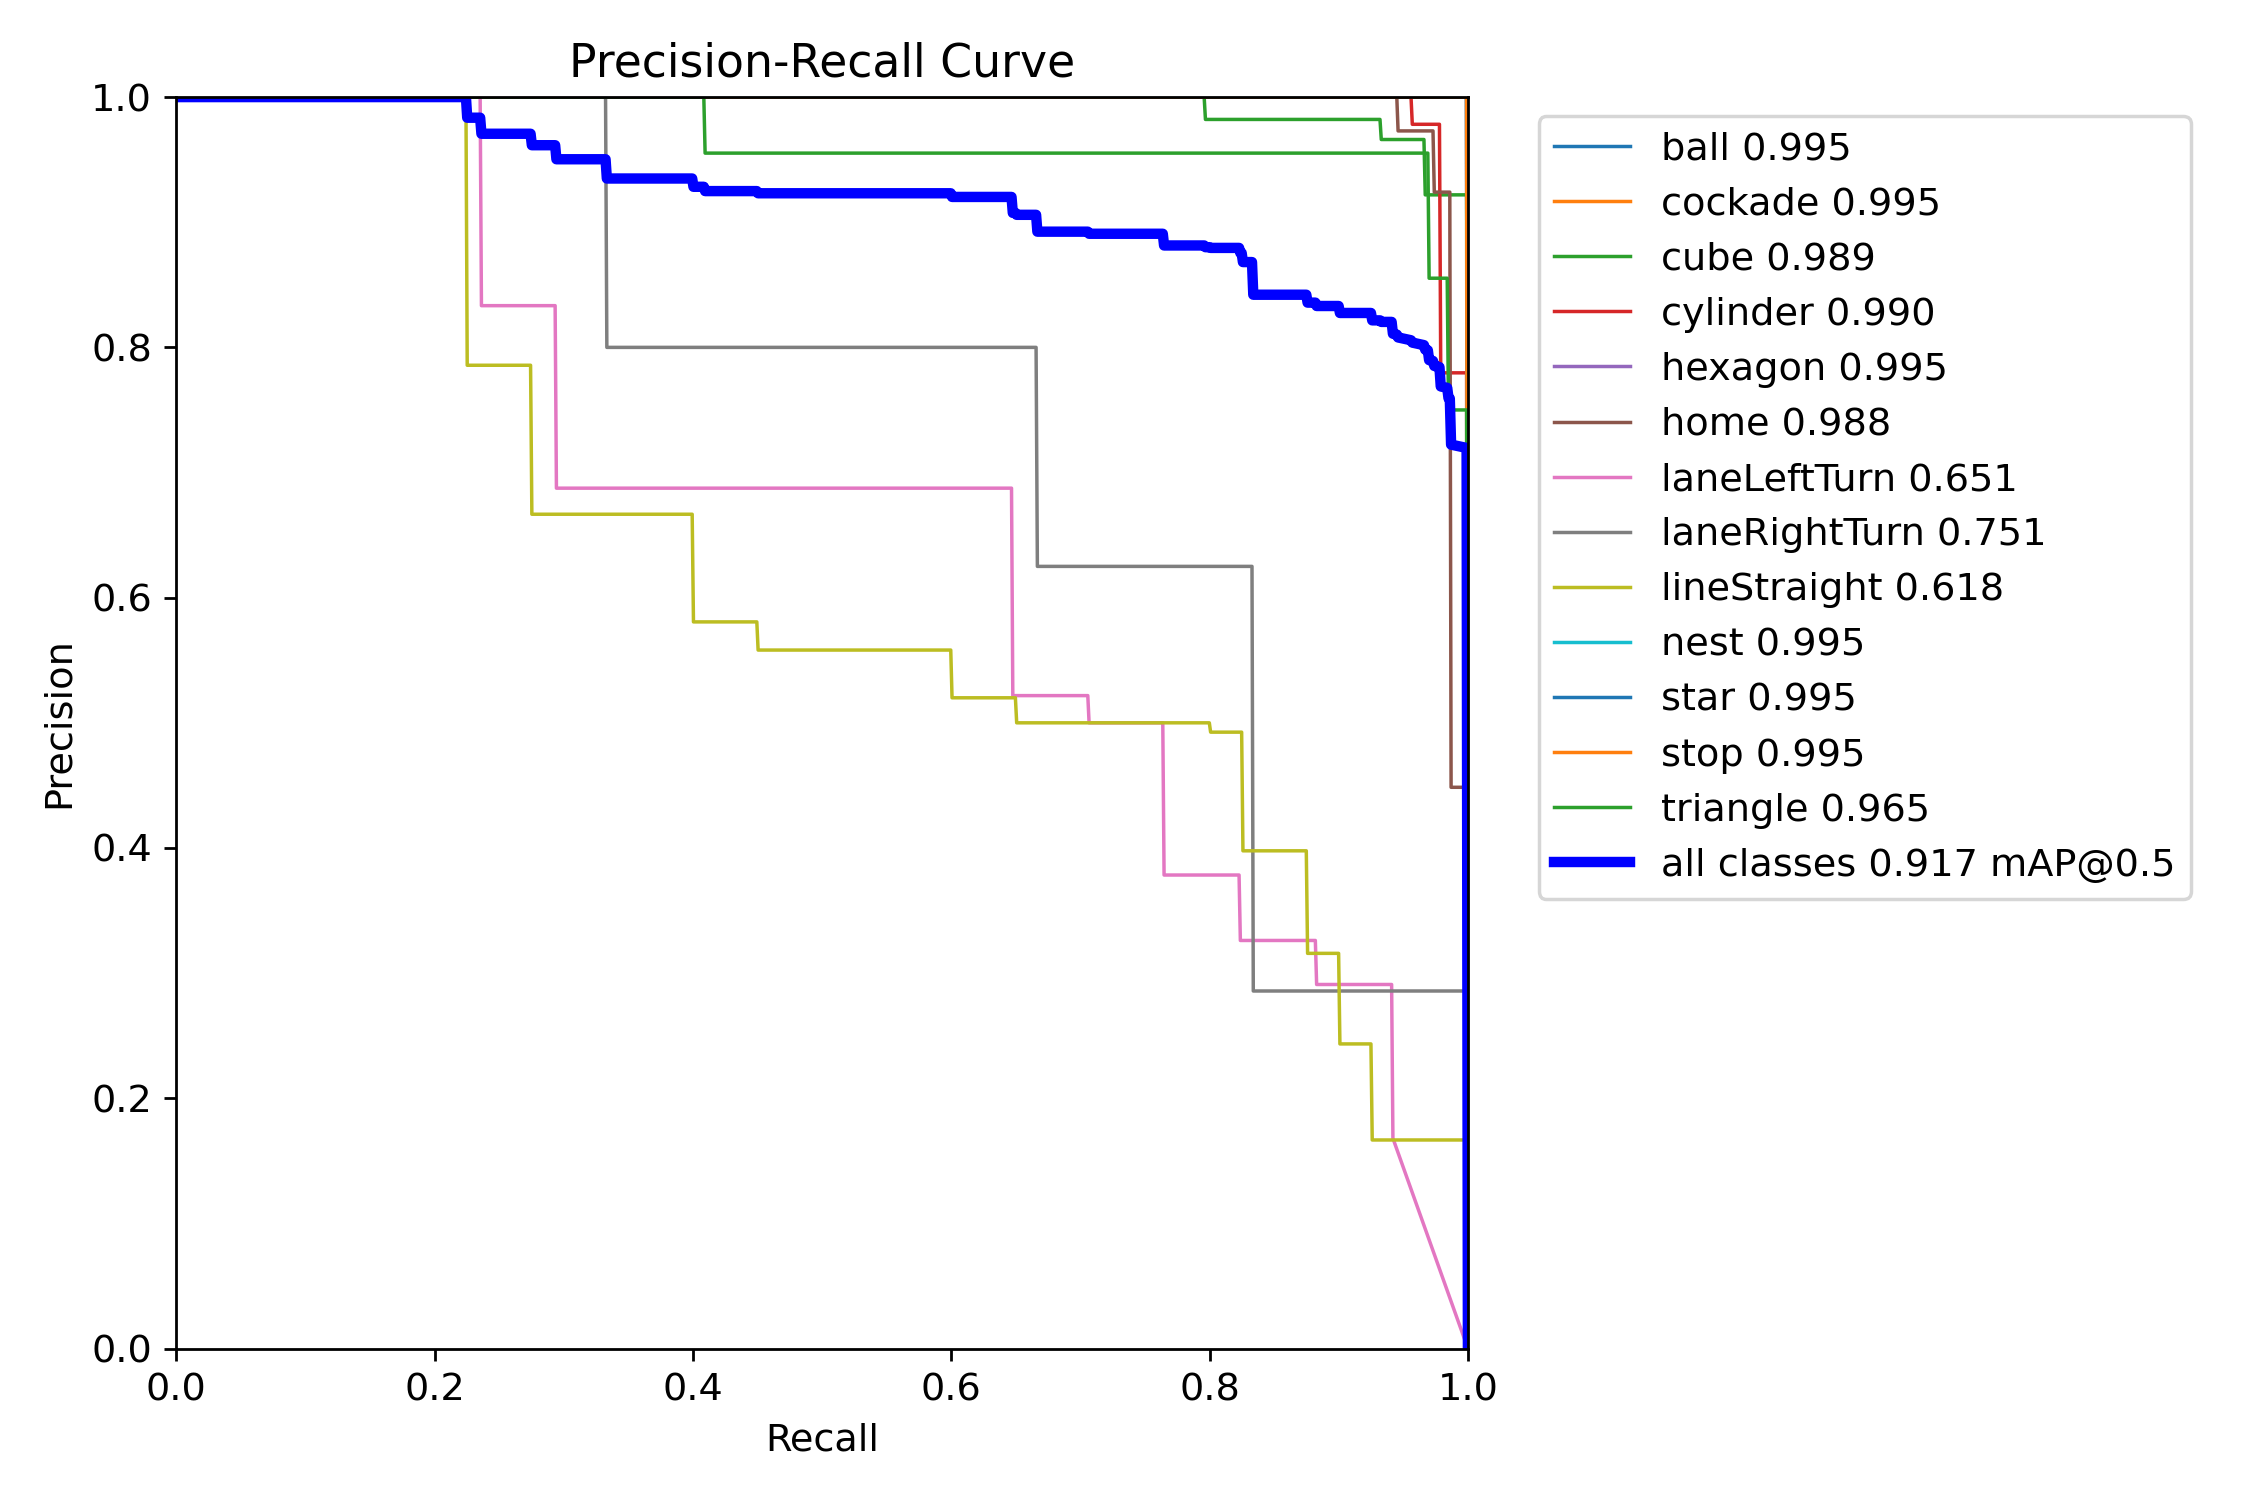 Precision-Recall Curve
1.0
0.8
0.6
0.4
0.2
0.0
Precision
0.0 0.2 0.4 0.6 0.8 1.0
Recall
ball 0.995
cockade 0.995
cube 0.989
cylinder 0.990
hexagon 0.995
home 0.988
laneLeftTurn 0.651
laneRightTurn 0.751
lineStraight 0.618
nest 0.995
star 0.995
stop 0.995
triangle 0.965
all classes 0.917 mAP@0.5